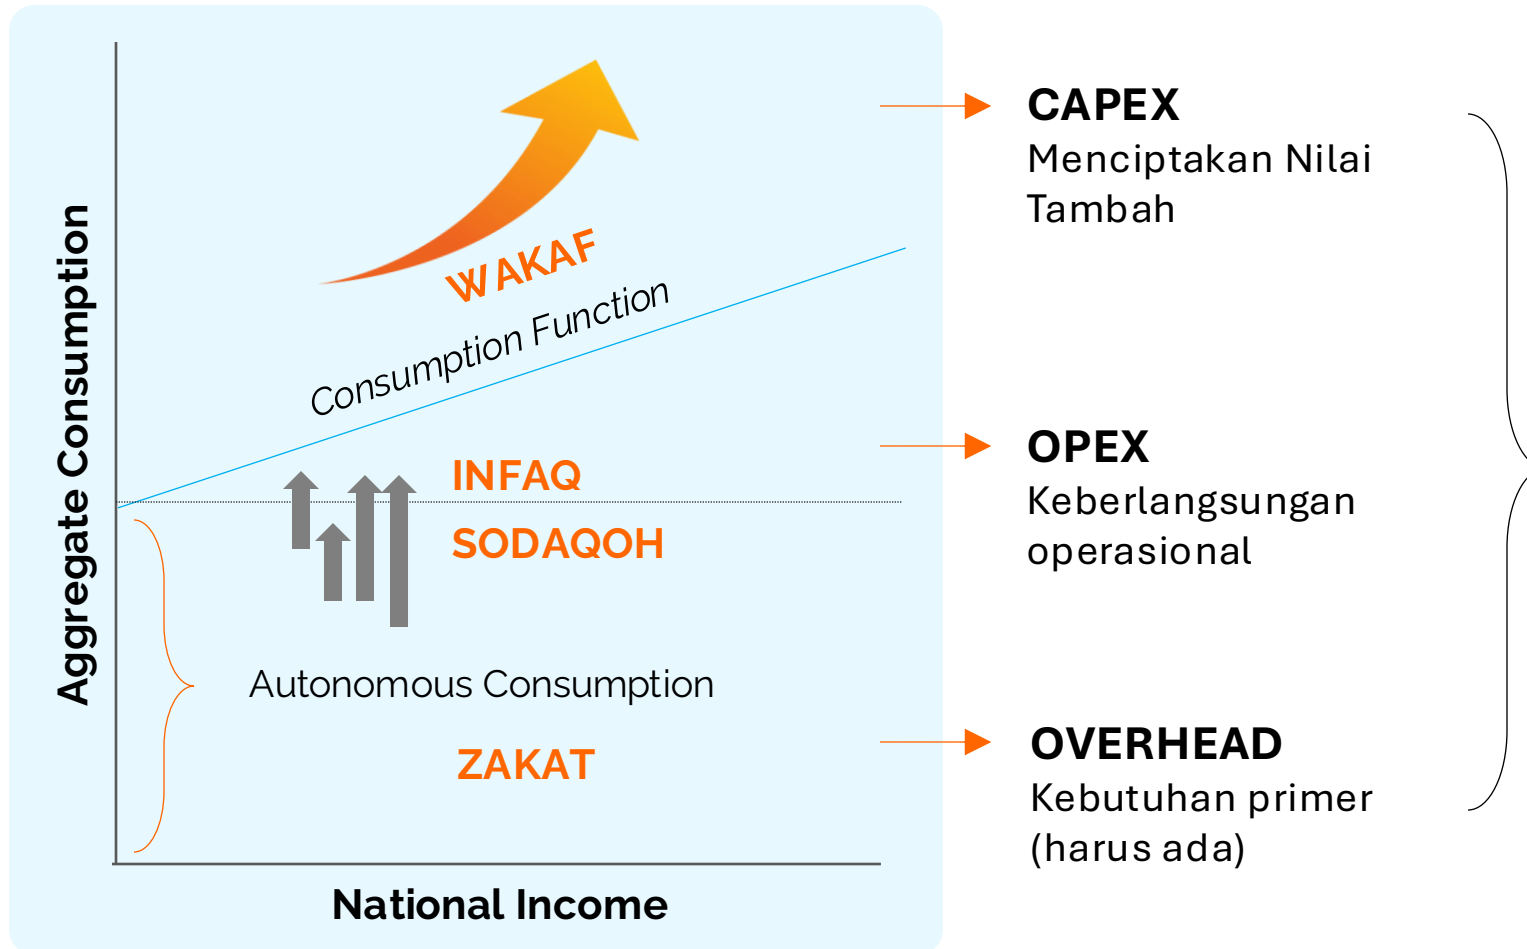 Aggregate Consumption
WAKAF
Consumption Function
INFAQ
SODAQOH
Autonomous Consumption
ZAKAT
National Income
CAPEX
Menciptakan Nilai
Tambah
OPEX
Keberlangsungan
operasional
OVERHEAD
Kebutuhan primer
(harus ada)